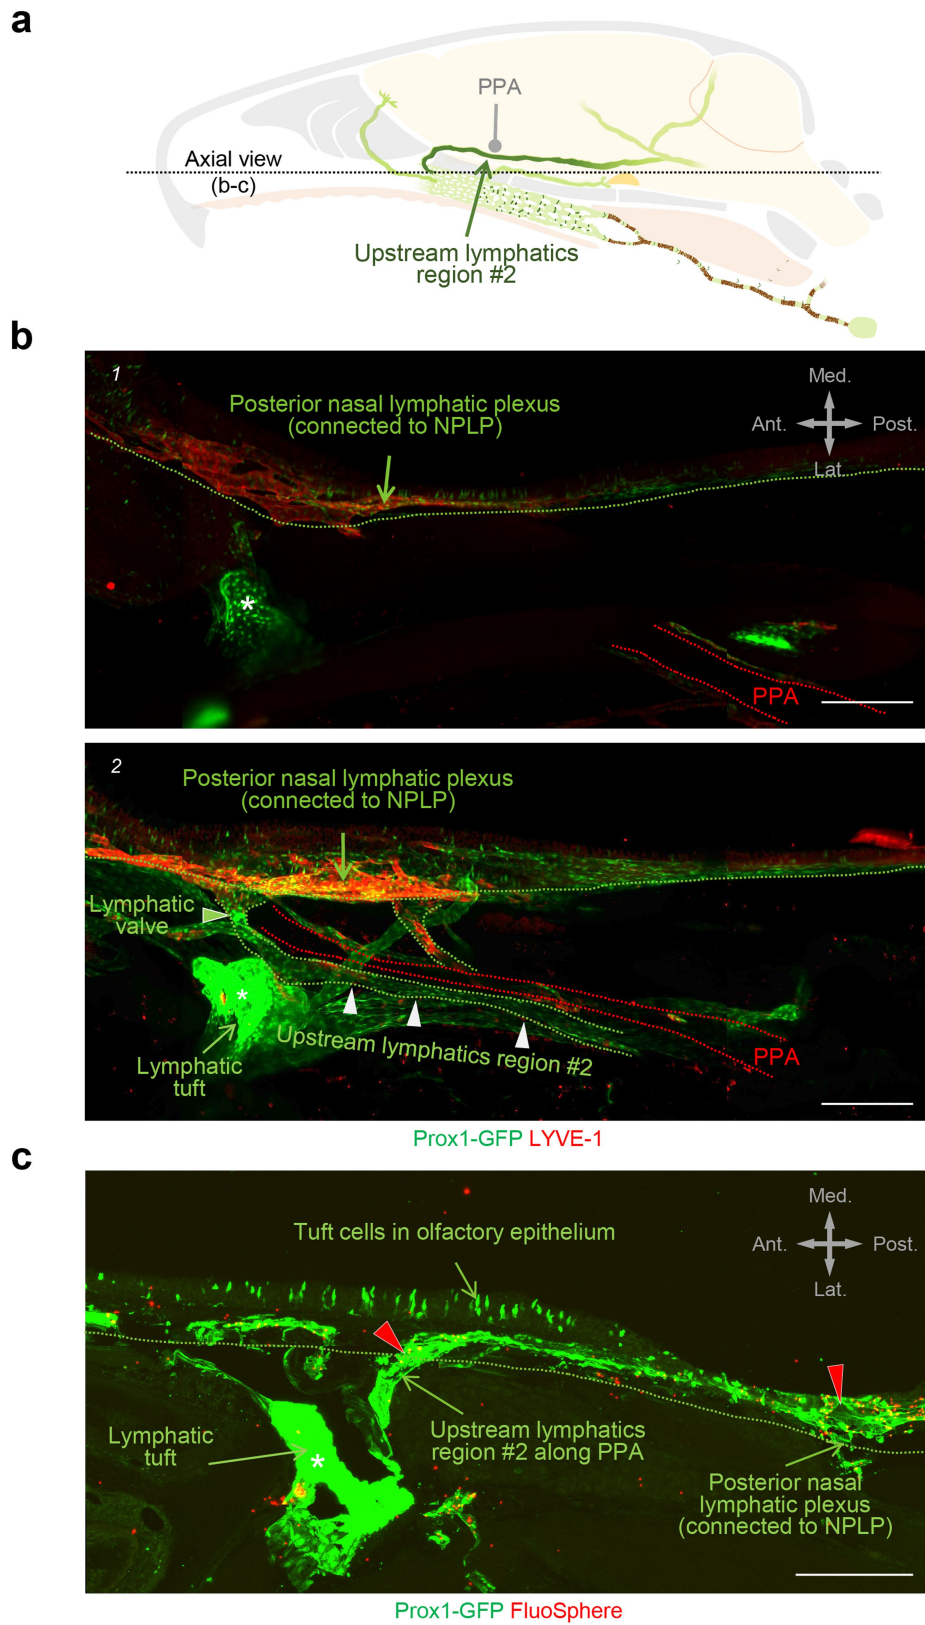 a
PPA
Axial view
(b-c)
Upstream lymphatics
region #2
b
1
Posterior nasal lymphatic plexus
(connected to NPLP)
Med.
Ant.
Post.
Lat.
*
PPA
2
Posterior nasal lymphatic plexus
(connected to NPLP)
Lymphatic
valve
*
Upstream lymphatics region #2
Lymphatic
tuft
PPA
Prox1-GFP LYVE-1
c
Med.
Ant.
Post.
Lat.
Tuft cells in olfactory epithelium
Lymphatic
tuft
*
Upstream lymphatics
region #2 along PPA
Posterior nasal
lymphatic plexus
(connected to NPLP)
Prox1-GFP FluoSphere